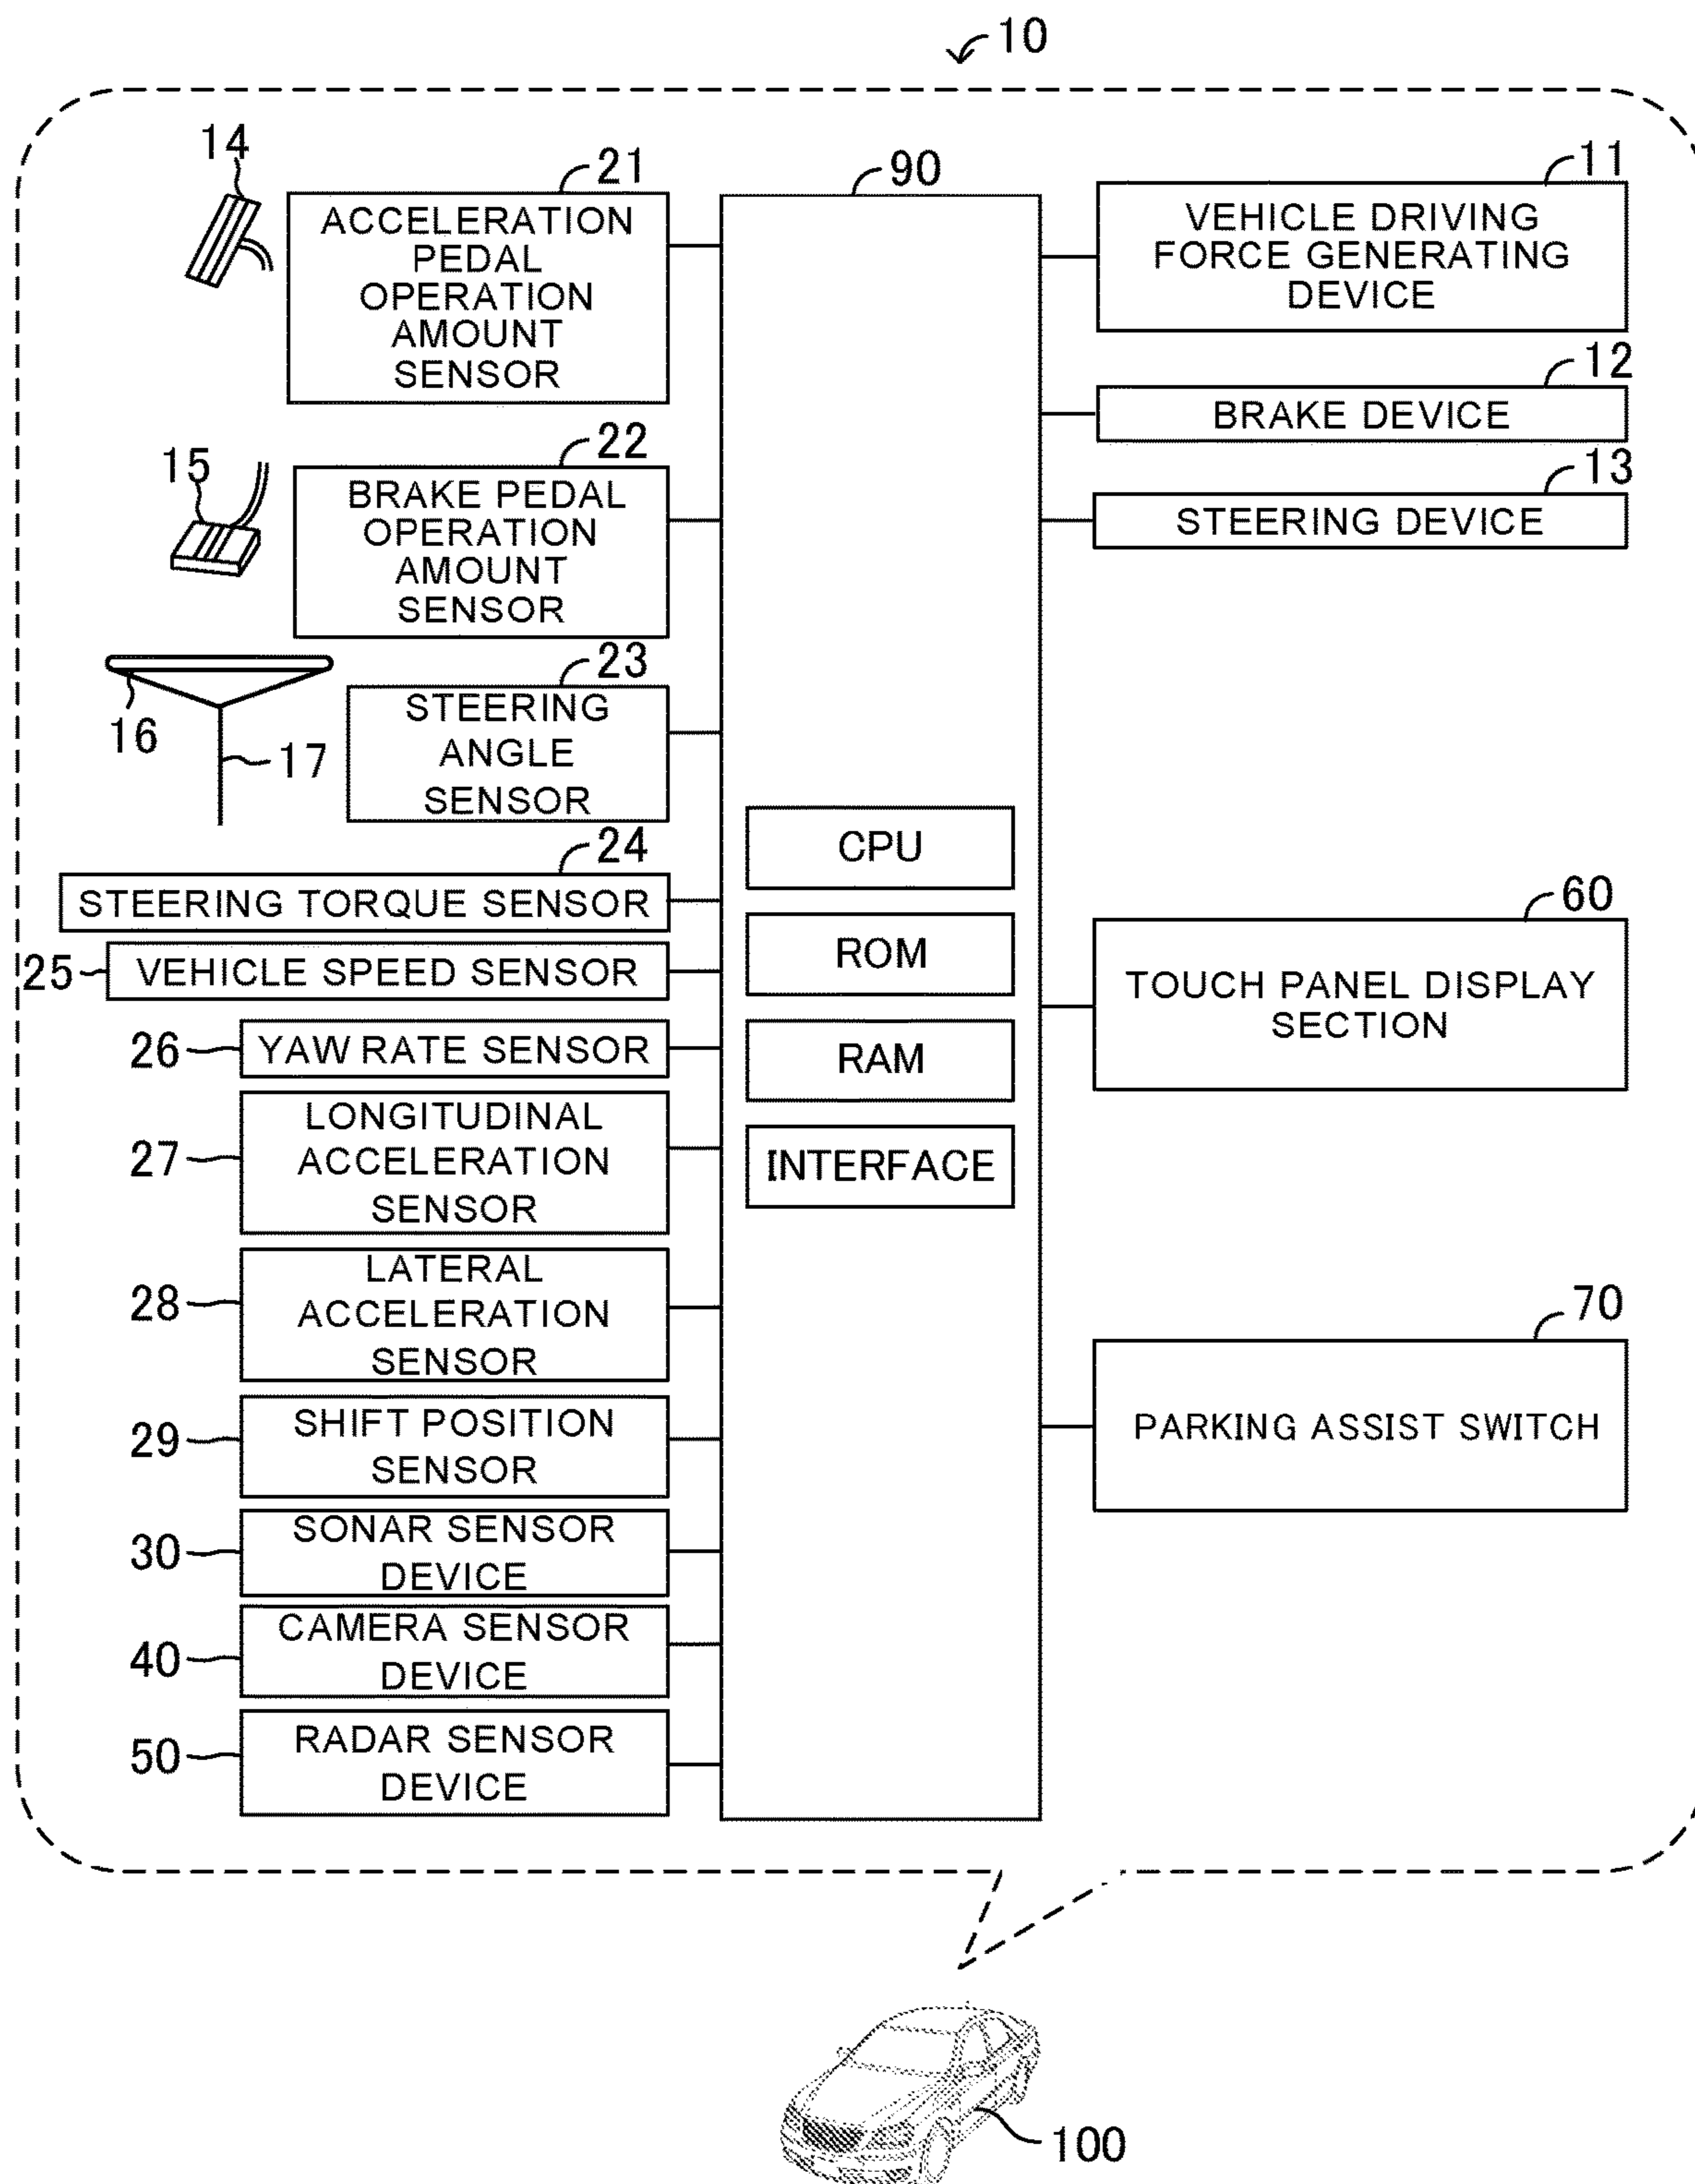 10
14
21
ACCELERATION
PEDAL
OPERATION
AMOUNT
SENSOR
15
22
BRAKE PEDAL
OPERATION
AMOUNT
SENSOR
16
17
23
STEERING
ANGLE
SENSOR
24
STEERING TORQUE SENSOR
25
VEHICLE SPEED SENSOR
26
YAW RATE SENSOR
27
LONGITUDINAL
ACCELERATION
SENSOR
28
LATERAL
ACCELERATION
SENSOR
29
SHIFT POSITION
SENSOR
30
SONAR SENSOR
DEVICE
40
CAMERA SENSOR
DEVICE
50
RADAR SENSOR
DEVICE
90
CPU
ROM
RAM
INTERFACE
11
VEHICLE DRIVING
FORCE GENERATING
DEVICE
12
BRAKE DEVICE
13
STEERING DEVICE
60
TOUCH PANEL DISPLAY
SECTION
70
PARKING ASSIST SWITCH
100